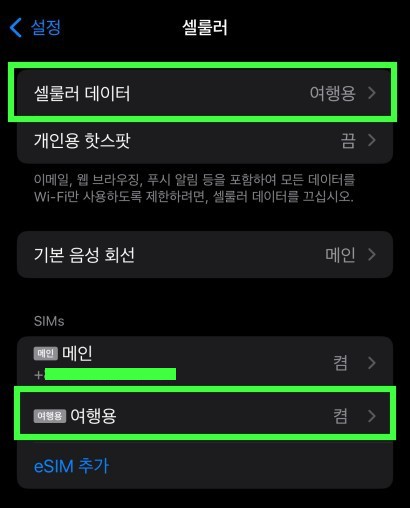 설정
셀룰러
셀룰러 데이터 여행용
개인용 핫스팟 끔
이메일, 웹 브라우징, 푸시 알림 등을 포함하여 모든 데이터를
Wi-Fi만 사용하도록 제한하려면, 셀룰러 데이터를 끄십시오.
기본 음성 회선 메인
SIMs
메인 메인 켬
+
여행용 여행용 켬
eSIM 추가